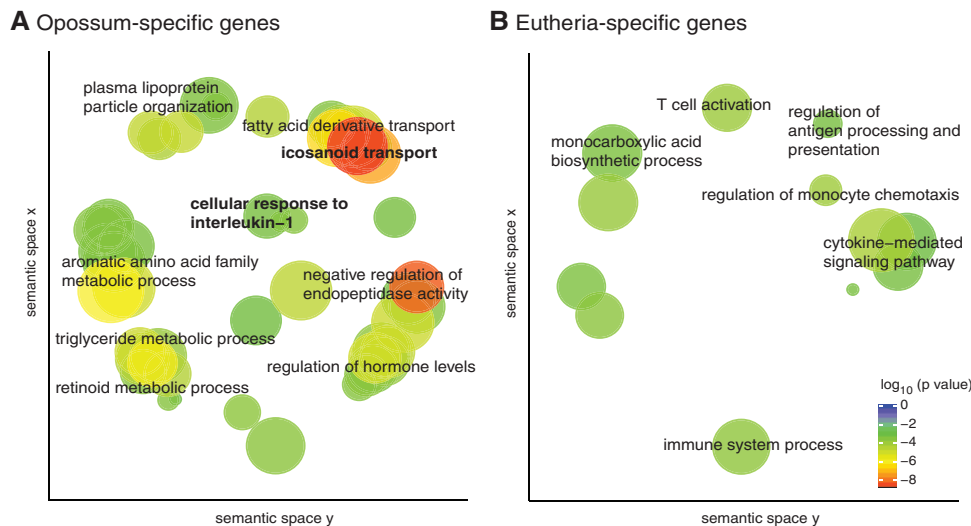 A Opossum-specific genes
plasma lipoprotein
particle organization
fatty acid derivative transport
icosanoid transport
cellular response to
interleukin−1
aromatic amino acid family
metabolic process
negative regulation of
endopeptidase activity
triglyceride metabolic process
regulation of hormone levels
retinoid metabolic process
semantic space x
semantic space y
B Eutheria-specific genes
T cell activation
regulation of
antigen processing and
presentation
monocarboxylic acid
biosynthetic process
regulation of monocyte chemotaxis
cytokine−mediated
signaling pathway
immune system process
log10 (p value)
0
−2
−4
−6
−8
semantic space x
semantic space y